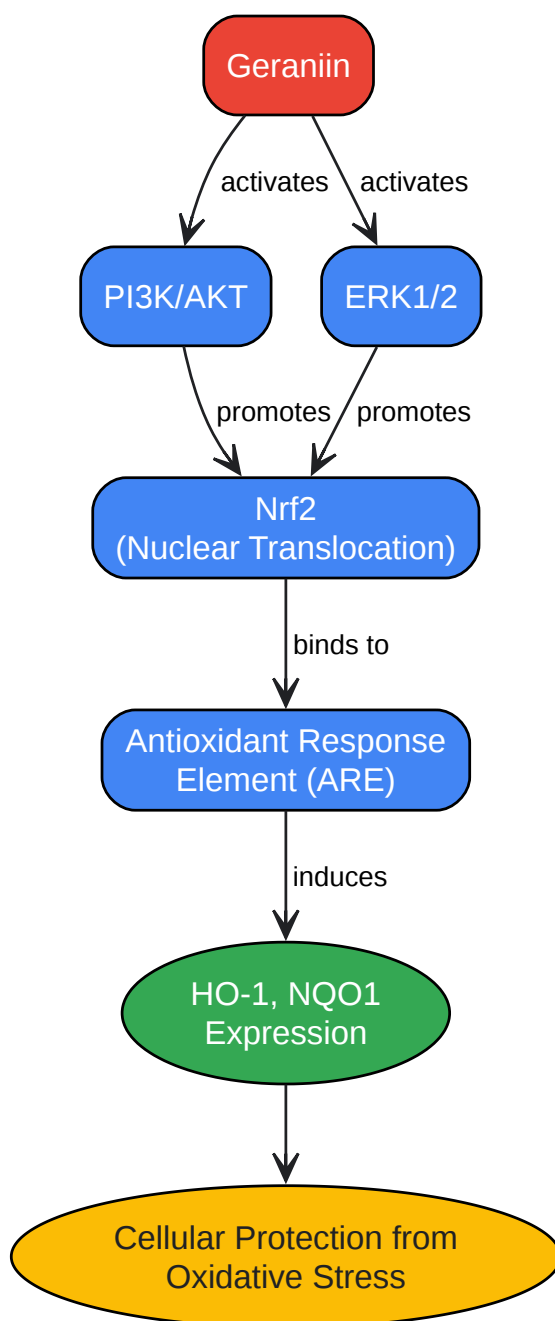 Geraniin
activates
activates
PI3K/AKT
ERK1/2
promotes
promotes
Nrf2
(Nuclear Translocation)
binds to
Antioxidant Response
Element (ARE)
induces
HO-1, NQO1
Expression
Cellular Protection from
Oxidative Stress